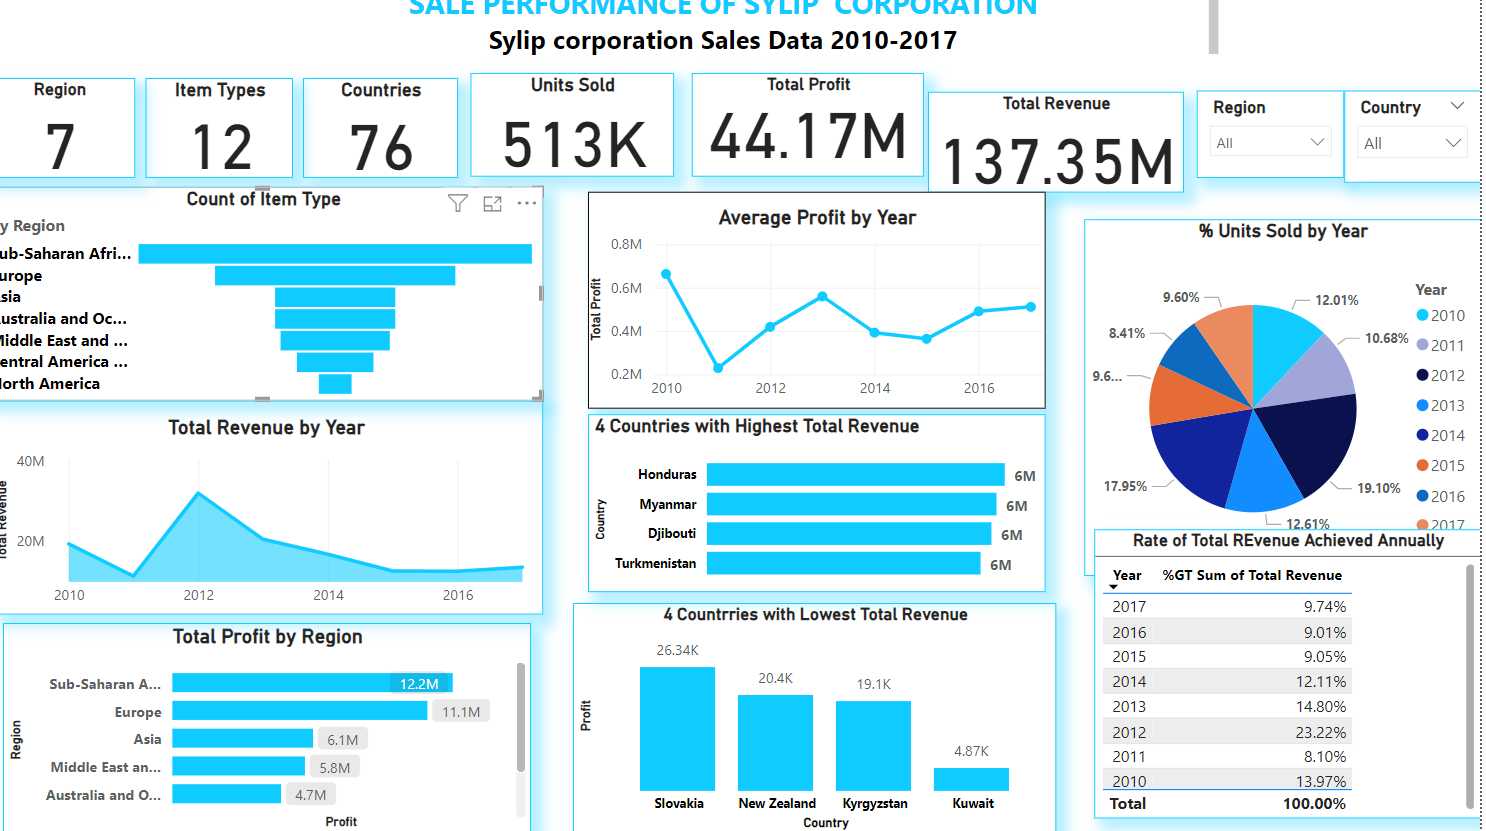 SALE PERFORMANCE OF SYLIP CORPORATION
Sylip corporation Sales Data 2010-2017
Region
7
Item Types
12
Countries
76
Units Sold
513K
Total Profit
44.17M
Total Revenue
137.35M
Region
All
Country
All
Count of Item Type
y Region
ub-Saharan Afri...
urope
sia
ustralia and Oc...
iddle East and ...
entral America ...
orth America
Average Profit by Year
Total Profit
0.8M
0.6M
0.4M
0.2M
2010 2012 2014 2016
% Units Sold by Year
12.01%
10.68%
19.10%
12.61%
17.95%
9.6...
8.41%
9.60%
Year
2010
2011
2012
2013
2014
2015
2016
2017
Total Revenue by Year
Total Revenue
40M
20M
2010 2012 2014 2016
4 Countries with Highest Total Revenue
Country
Honduras 6M
Myanmar 6M
Djibouti 6M
Turkmenistan 6M
Rate of Total REvenue Achieved Annually
Year %GT Sum of Total Revenue
2017 9.74%
2016 9.01%
2015 9.05%
2014 12.11%
2013 14.80%
2012 23.22%
2011 8.10%
2010 13.97%
Total 100.00%
Total Profit by Region
Region
Sub-Saharan A... 12.2M
Europe 11.1M
Asia 6.1M
Middle East an... 5.8M
Australia and O... 4.7M
Profit
4 Countrries with Lowest Total Revenue
Profit
26.34K
20.4K
19.1K
4.87K
Slovakia New Zealand Kyrgyzstan Kuwait
Country